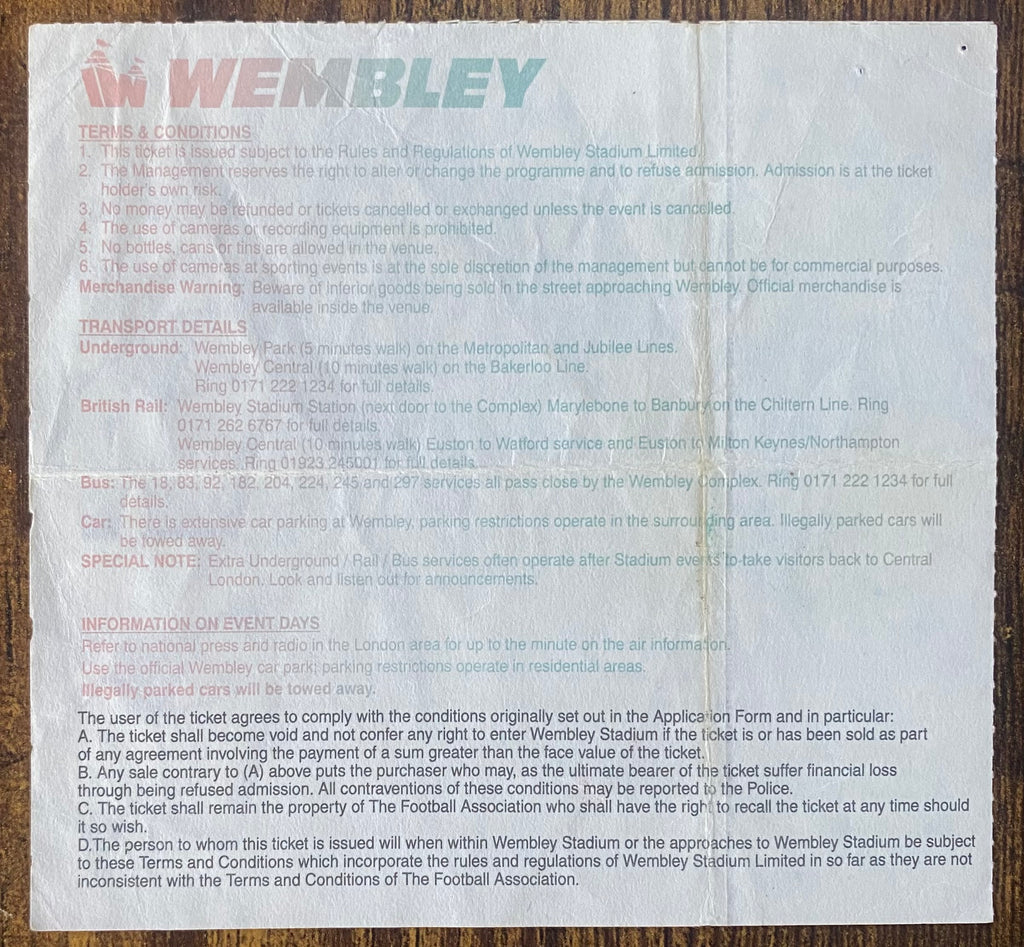 WEMBLEY
TERMS & CONDITIONS
1. This ticket is issued subject to the Rules and Regulations of Wembley Stadium Limited.
2. The Management reserves the right to alter or change the programme and to refuse admission. Admission is at the ticket
holder's own risk.
3. No money may be refunded or tickets cancelled or exchanged unless the event is cancelled.
4. The use of cameras or recording equipment is prohibited.
5. No bottles, cans or tins are allowed in the venue.
6. The use of cameras at sporting events is at the sole discretion of the management but cannot be for commercial purposes.
Merchandise Warning: Beware of inferior goods being sold in the street approaching Wembley. Official merchandise is
available inside the venue.
TRANSPORT DETAILS
Underground: Wembley Park (5 minutes walk) on the Metropolitan and Jubilee Lines.
Wembley Central (10 minutes walk) on the Bakerloo Line.
Ring 0171 222 1234 for full details.
British Rail: Wembley Stadium Station (next door to the Complex) Marylebone to Banbury on the Chiltern Line. Ring
0171 262 6767 for full details.
Wembley Central (10 minutes walk) Euston to Watford service and Euston to Milton Keynes/Northampton
services. Ring 01923 245001 for full details.
Bus: The 18, 83, 92, 182, 204, 224, 245 and 297 services all pass close by the Wembley Complex. Ring 0171 222 1234 for full
details.
Car: There is extensive car parking at Wembley, parking restrictions operate in the surrounding area. Illegally parked cars will
be towed away.
SPECIAL NOTE: Extra Underground / Rail / Bus services often operate after Stadium events to take visitors back to Central
London. Look and listen out for announcements.
INFORMATION ON EVENT DAYS
Refer to national press and radio in the London area for up to the minute on the air information.
Use the official Wembley car park; parking restrictions operate in residential areas.
Illegally parked cars will be towed away.
The user of the ticket agrees to comply with the conditions originally set out in the Application Form and in particular:
A. The ticket shall become void and not confer any right to enter Wembley Stadium if the ticket is or has been sold as part
of any agreement involving the payment of a sum greater than the face value of the ticket.
B. Any sale contrary to (A) above puts the purchaser who may, as the ultimate bearer of the ticket suffer financial loss
through being refused admission. All contraventions of these conditions may be reported to the Police.
C. The ticket shall remain the property of The Football Association who shall have the right to recall the ticket at any time should
it so wish.
D.The person to whom this ticket is issued will when within Wembley Stadium or the approaches to Wembley Stadium be subject
to these Terms and Conditions which incorporate the rules and regulations of Wembley Stadium Limited in so far as they are not
inconsistent with the Terms and Conditions of The Football Association.